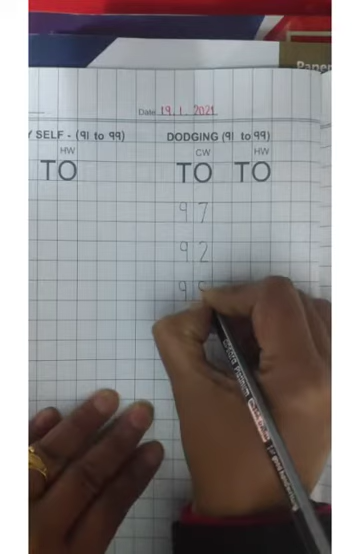 Paper
Date 19.1.2021
Y SELF - (91 to 99) DODGING (91 to 99)
HW CW HW
TO TO TO
97
92
9